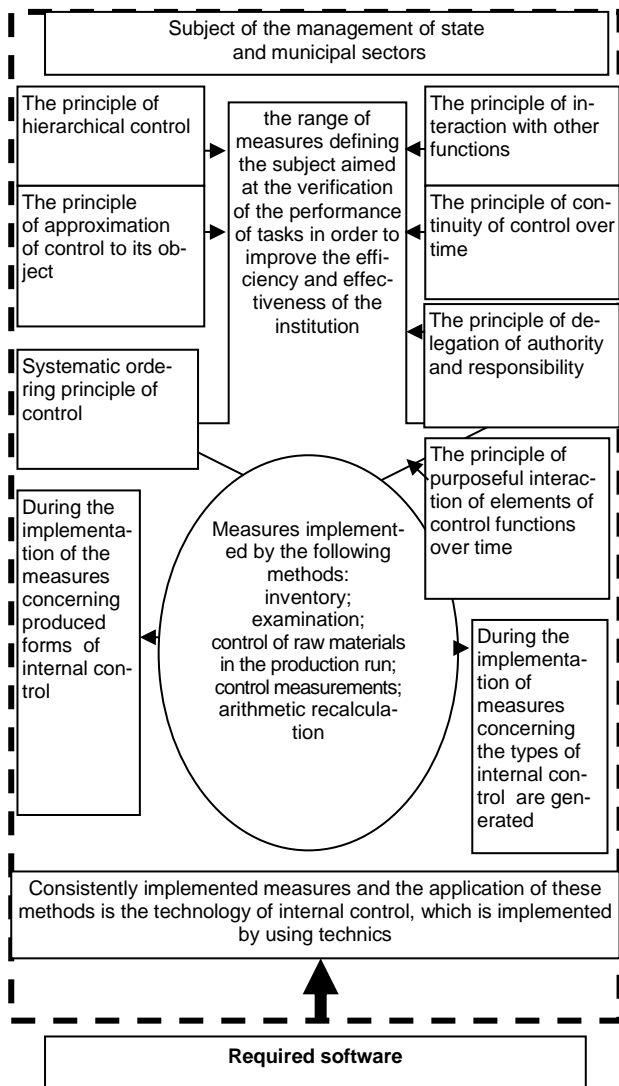 Subject of the management of state
and municipal sectors
The principle of
hierarchical control
The principle
of approximation
of control to its ob-
ject
Systematic orde-
ring principle of
control
the range of
measures defining
the subject aimed
at the verification
of the performance
of tasks in order to
improve the effi-
ciency and effec-
tiveness of the
institution
The principle of in-
teraction with other
functions
The principle of con-
tinuity of control over
time
The principle of de-
legation of authority
and responsibility
The principle of
purposeful interac-
tion of elements of
control functions
over time
During the
implementa-
tion of the
measures
concerning
produced
forms of
internal con-
trol
Measures implement-
ed by the following
methods:
inventory;
examination;
control of raw materials
in the production run;
control measurements;
arithmetic recalcula-
tion
During the
implementa-
tion of
measures
concerning
the types of
internal con-
trol are gen-
erated
Consistently implemented measures and the application of these
methods is the technology of internal control, which is implemented
by using technics
Required software